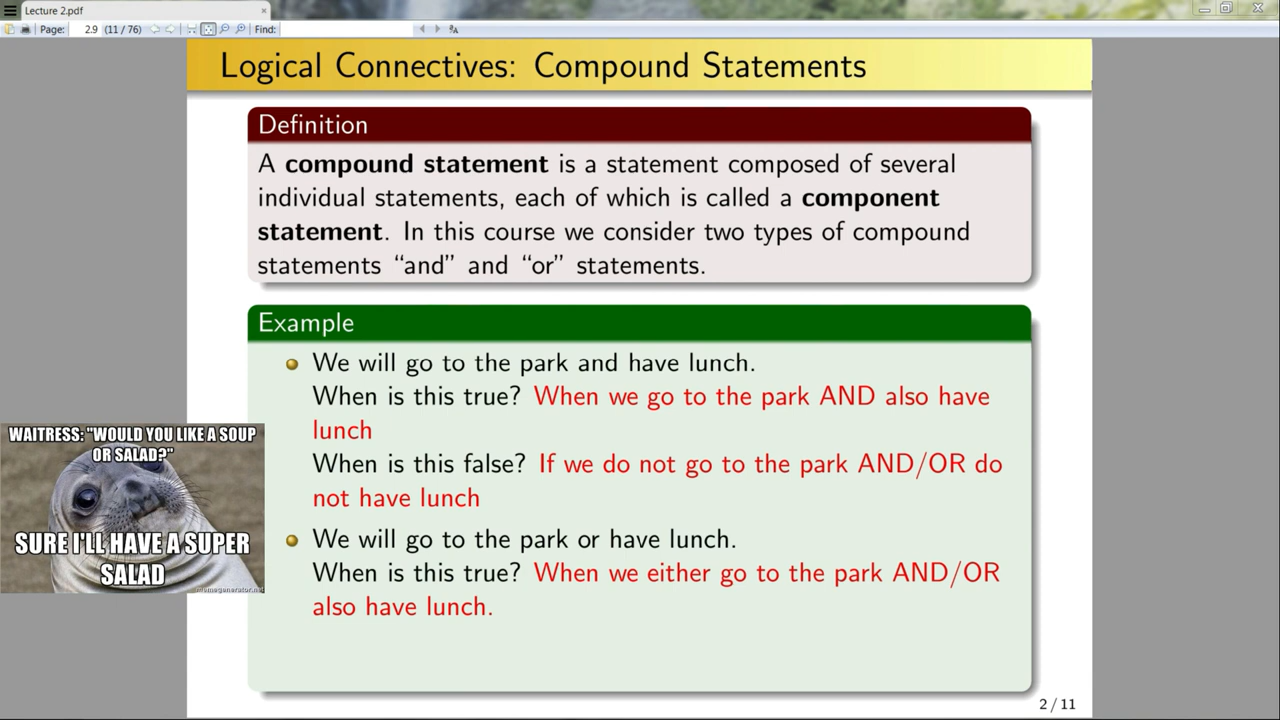 Lecture 2.pdf
Page: 2.9 (11 / 76) Find:
Logical Connectives: Compound Statements
Definition
A compound statement is a statement composed of several
individual statements, each of which is called a component
statement. In this course we consider two types of compound
statements “and” and “or” statements.
Example
We will go to the park and have lunch.
When is this true? When we go to the park AND also have
lunch
When is this false? If we do not go to the park AND/OR do
not have lunch
We will go to the park or have lunch.
When is this true? When we either go to the park AND/OR
also have lunch.
WAITRESS: "WOULD YOU LIKE A SOUP
OR SALAD?"
SURE I'LL HAVE A SUPER
SALAD
memegenerator.net
2 / 11